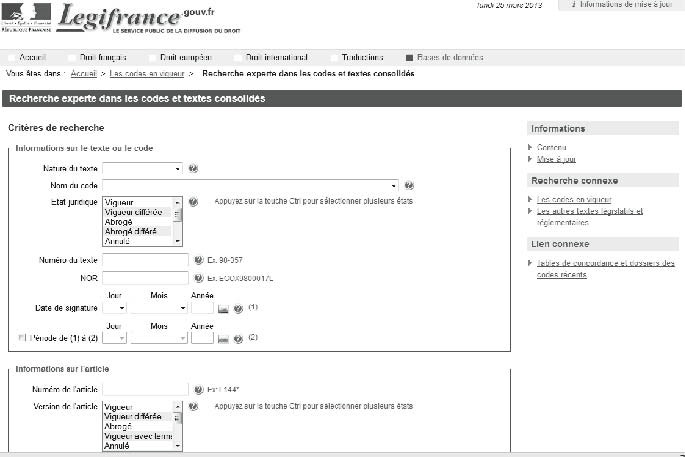 Legifrance.gouv.fr
LE SERVICE PUBLIC DE LA DIFFUSION DU DROIT
RÉPUBLIQUE FRANÇAISE
lundi 25 mars 2013
Informations de mise à jour
Accueil Droit français Droit européen Droit international Traductions Bases de données
Vous êtes dans : Accueil > Les codes en vigueur > Recherche experte dans les codes et textes consolidés
Recherche experte dans les codes et textes consolidés
Critères de recherche
Informations sur le texte ou le code
Nature du texte
Nom du code
Etat juridique
Vigueur
Vigueur différée
Abrogé
Abrogé différé
Annulé
Appuyez sur la touche Ctrl pour sélectionner plusieurs états
Numéro du texte Ex. 98-057
NOR
Jour Mois Année
Date de signature (1)
Jour Mois Année
Période de (1) à (2) (2)
Informations sur l'article
Numéro de l'article Ex: L144*
Version de l'article
Vigueur
Vigueur différée
Abrogé
Vigueur avec terme
Annulé
Appuyez sur la touche Ctrl pour sélectionner plusieurs états
Informations
Contenu
Mise à jour
Recherche connexe
Les codes en vigueur
Les autres textes législatifs et
réglementaires
Lien connexe
Tables de concordance et dossiers des
codes récents